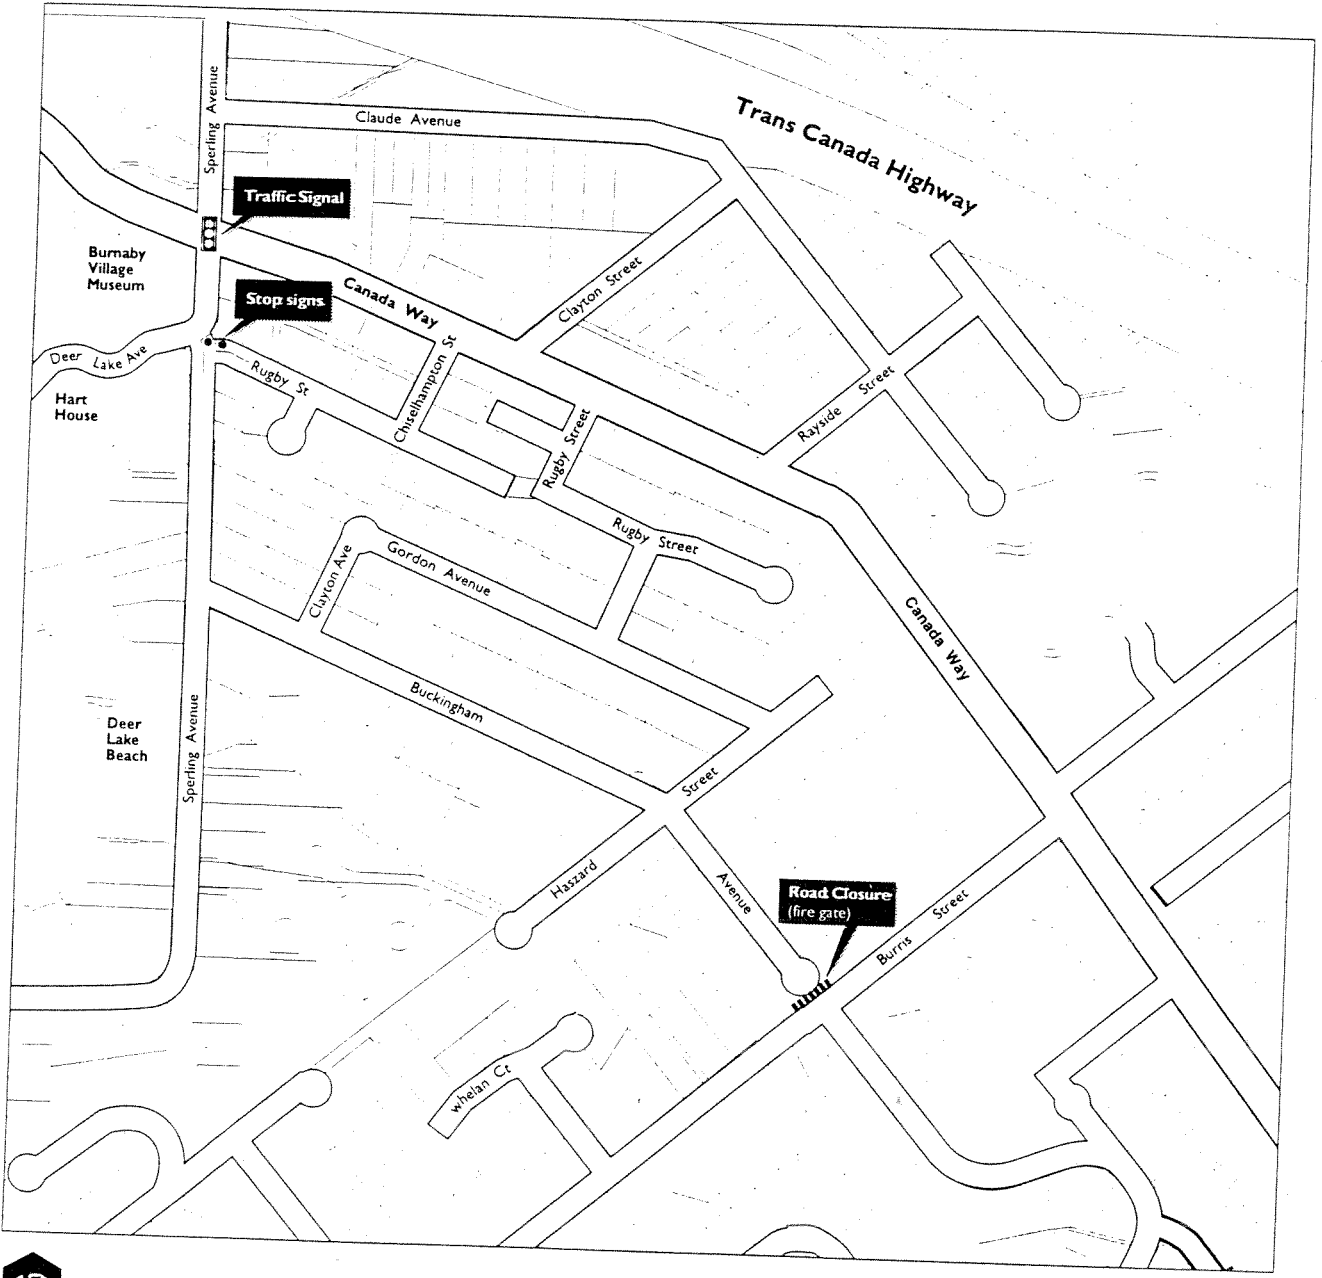 Sperling Avenue
Claude Avenue
Trans Canada Highway
Traffic Signal
Burnaby
Village
Museum
Stop signs
Canada Way
Clayton Street
Deer Lake Ave
Rugby St
Chiselhampton St
Hart
House
Rugby Street
Rayside Street
Rugby Street
Clayton Ave
Gordon Avenue
Canada Way
Buckingham
Deer
Lake
Beach
Sperling Avenue
Street
Haszard
Avenue
Road Closure
(fire gate)
Burris Street
whelan Ct